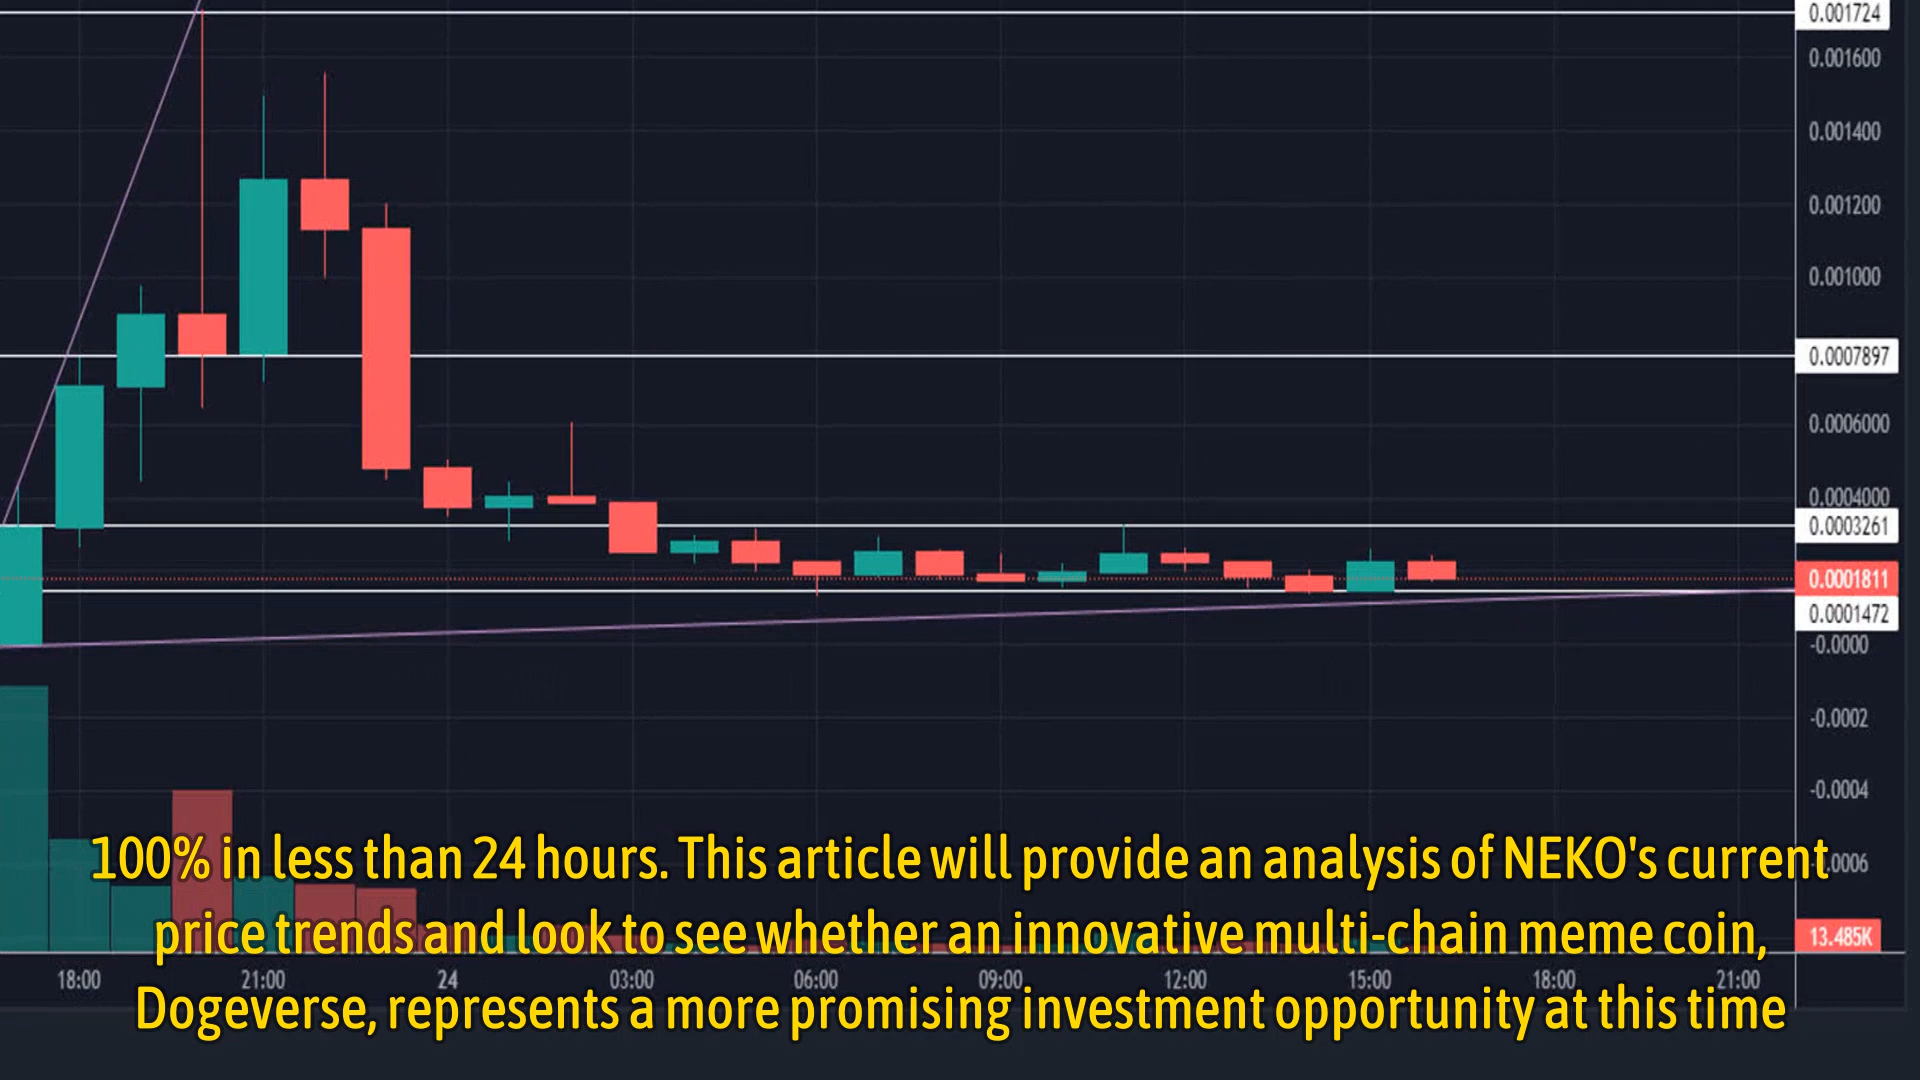 0.001724
0.001600
0.001400
0.001200
0.001000
0.0007897
0.0006000
0.0004000
0.0003261
0.0001811
0.0001472
-0.0000
-0.0002
-0.0004
100% in less than 24 hours. This article will provide an analysis of NEKO's current
price trends and look to see whether an innovative multi-chain meme coin,
13.485K
18:00 21:00 24 03:00 06:00 09:00 12:00 15:00 18:00 21:00
Dogeverse, represents a more promising investment opportunity at this time